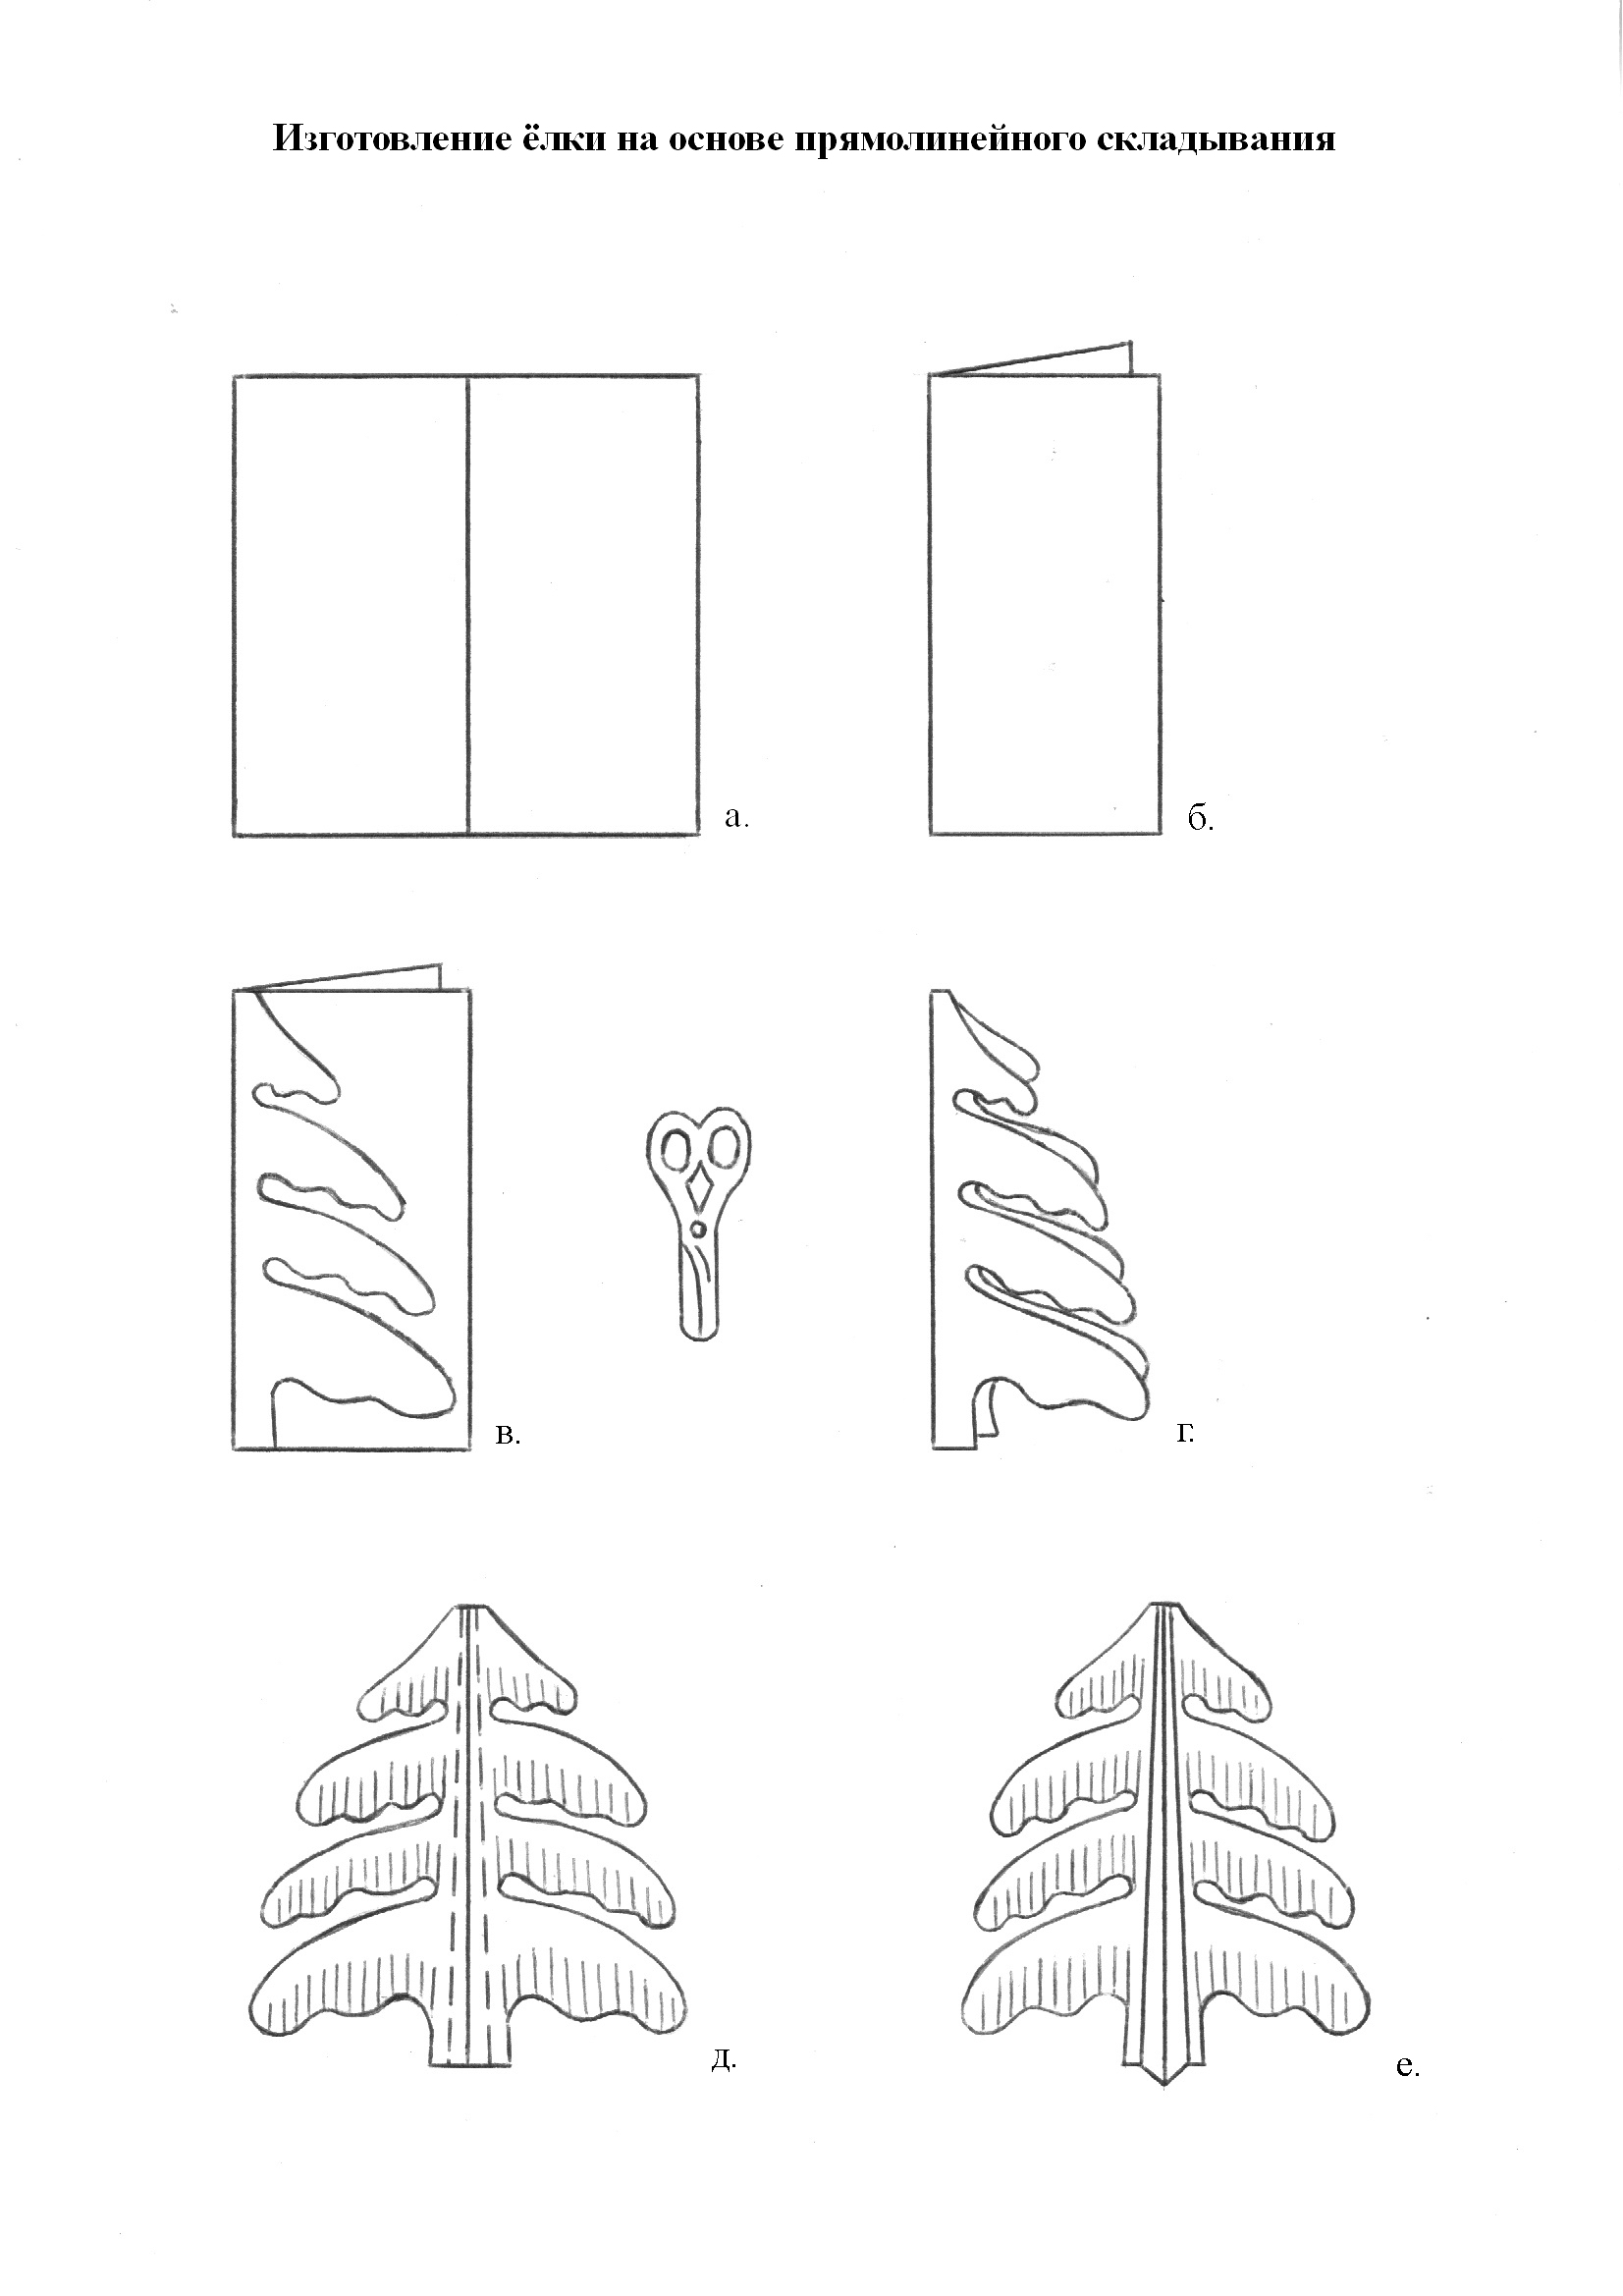 Изготовление ёлки на основе прямолинейного складывания
а.
б.
в.
г.
д.
е.